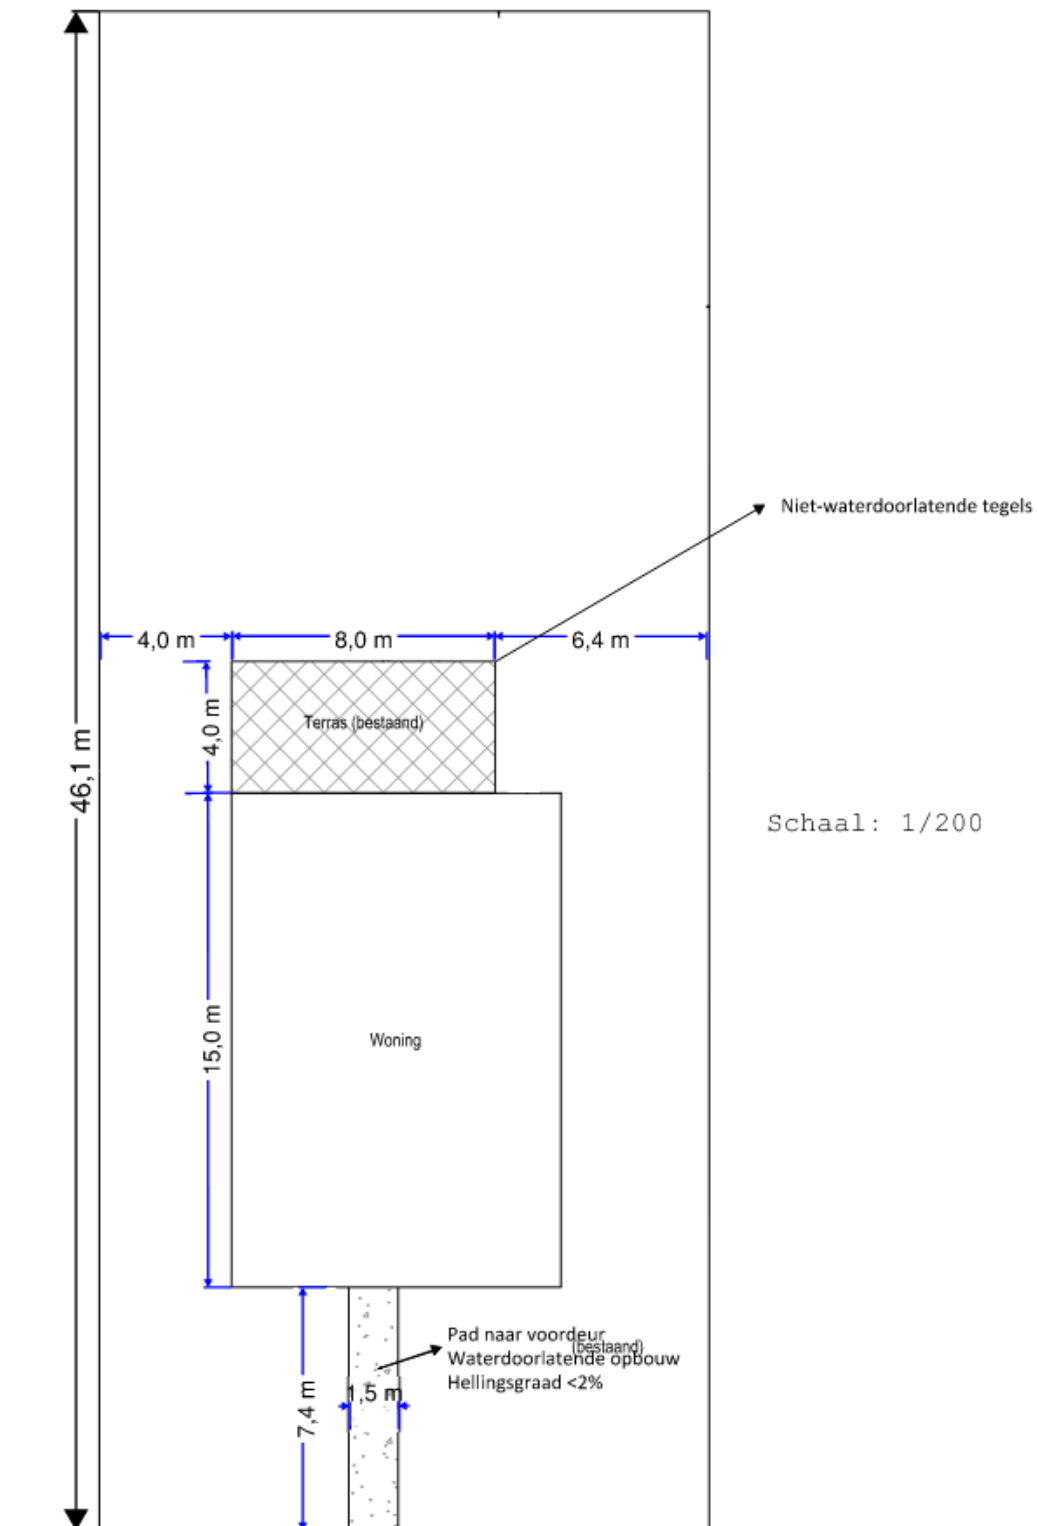 Niet-waterdoorlatende tegels
4,0 m
8,0 m
6,4 m
4,0 m
Terras (bestaand)
46,1 m
Schaal: 1/200
15,0 m
Woning
Pad naar voordeur
(bestaand)
Waterdoorlatende opbouw
Hellingsgraad <2%
1,5 m
7,4 m